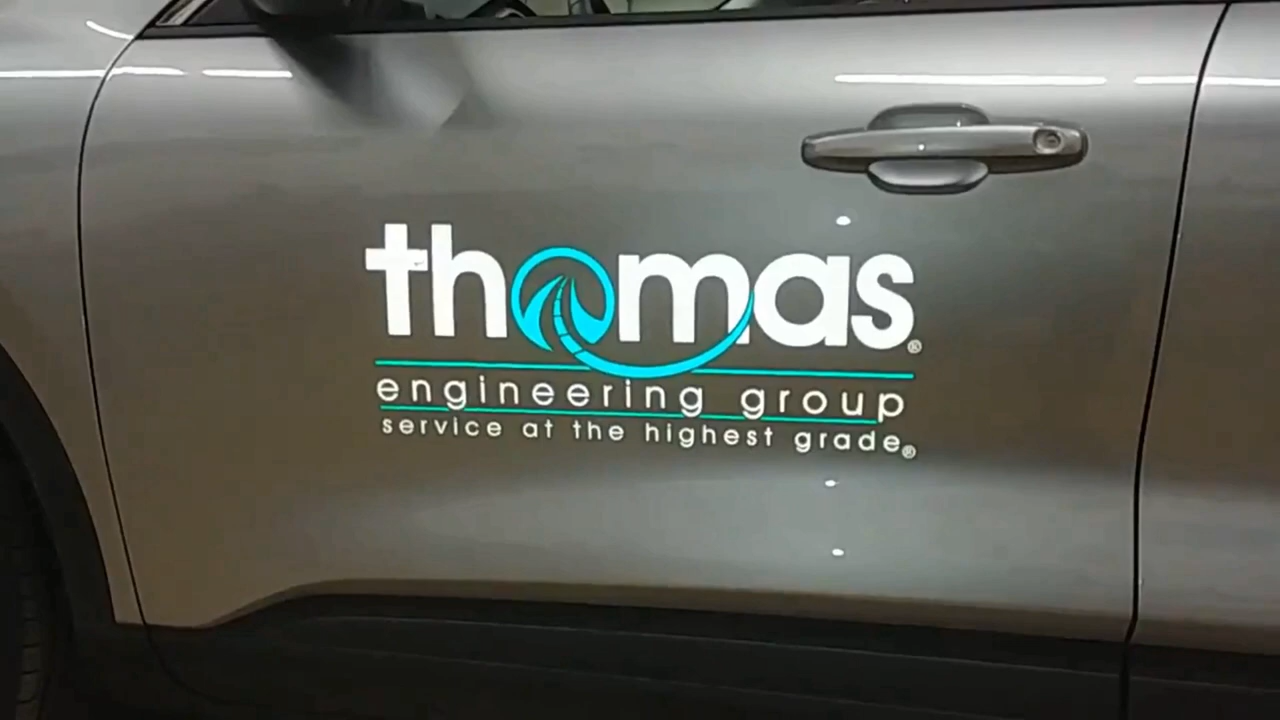 thomas®
engineering group
service at the highest grade®